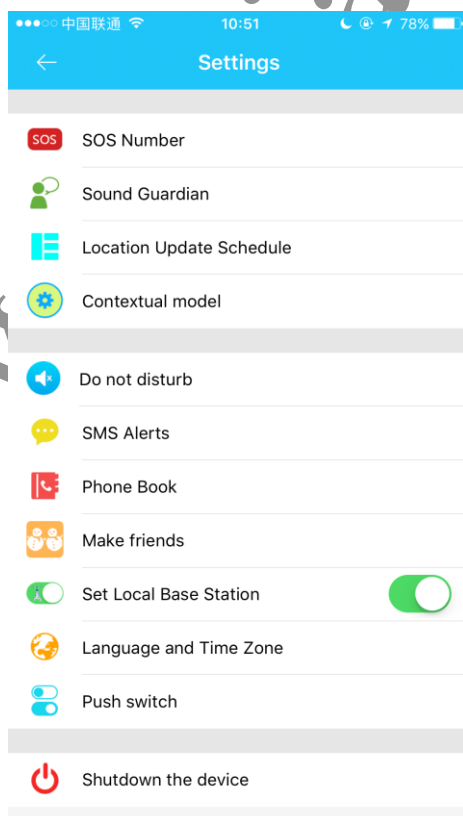 中国联通 10:51 78%
Settings
SOS SOS Number
Sound Guardian
Location Update Schedule
Contextual model
Do not disturb
SMS Alerts
Phone Book
Make friends
Set Local Base Station
Language and Time Zone
Push switch
Shutdown the device